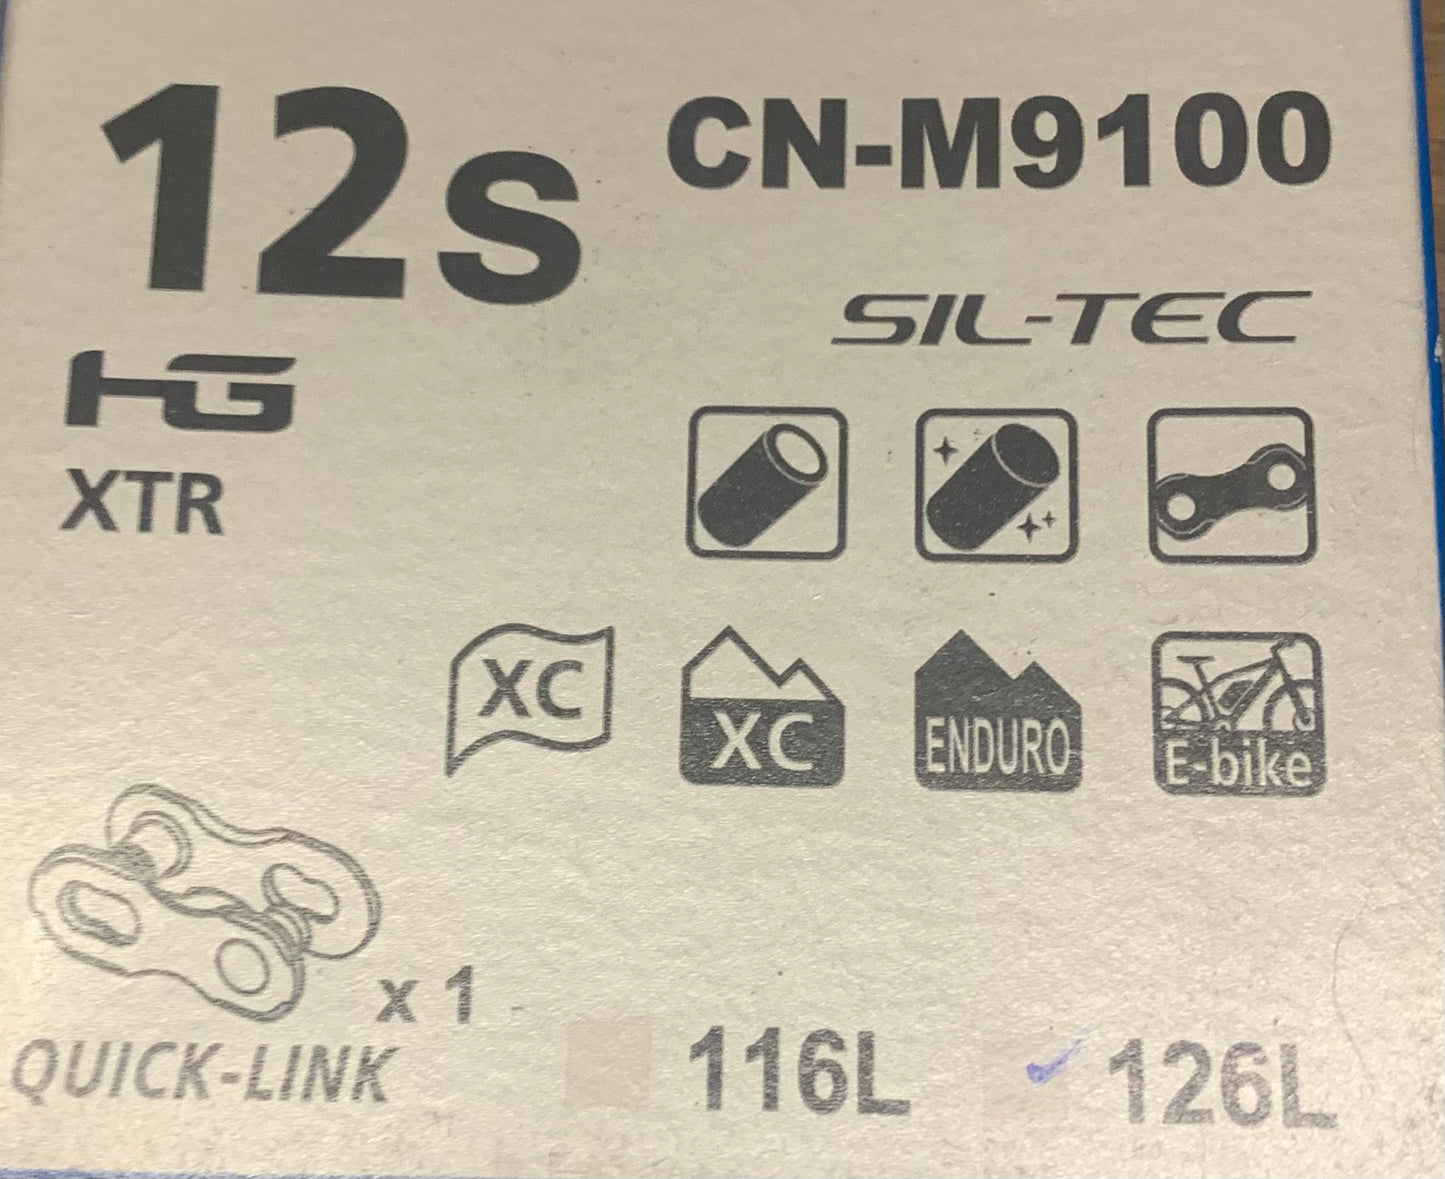 12s CN-M9100
SIL-TEC
HG
XTR
XC XC ENDURO E-bike
x 1
QUICK-LINK
116L 126L